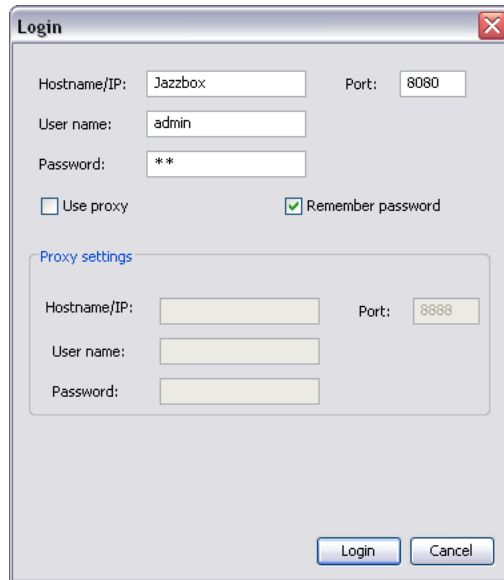 Login
Hostname/IP: Jazzbox Port: 8080
User name: admin
Password: **
Use proxy Remember password
Proxy settings
Hostname/IP: Port: 8888
User name:
Password:
Login Cancel